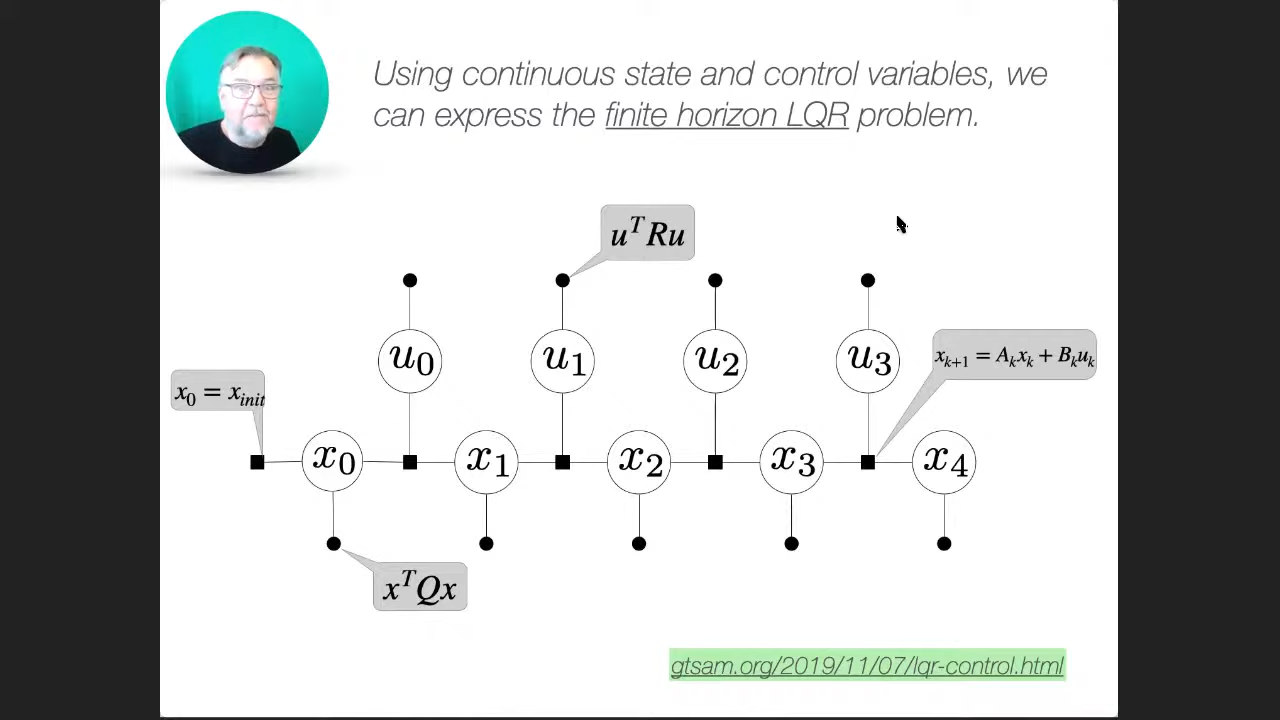 Using continuous state and control variables, we
can express the finite horizon LQR problem.
u^T Ru
u_0
u_1
u_2
u_3
x_{k+1} = A_k x_k + B_k u_k
x_0 = x_{init}
x_0
x_1
x_2
x_3
x_4
x^T Qx
gtsam.org/2019/11/07/lqr-control.html